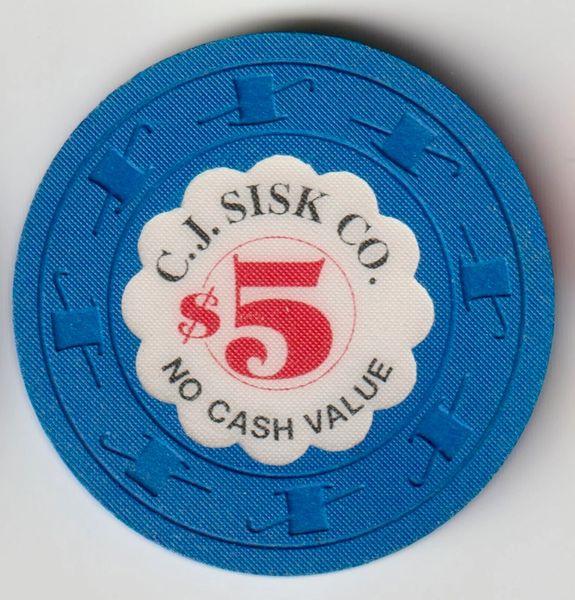 C.J. SISK CO.
$5
NO CASH VALUE